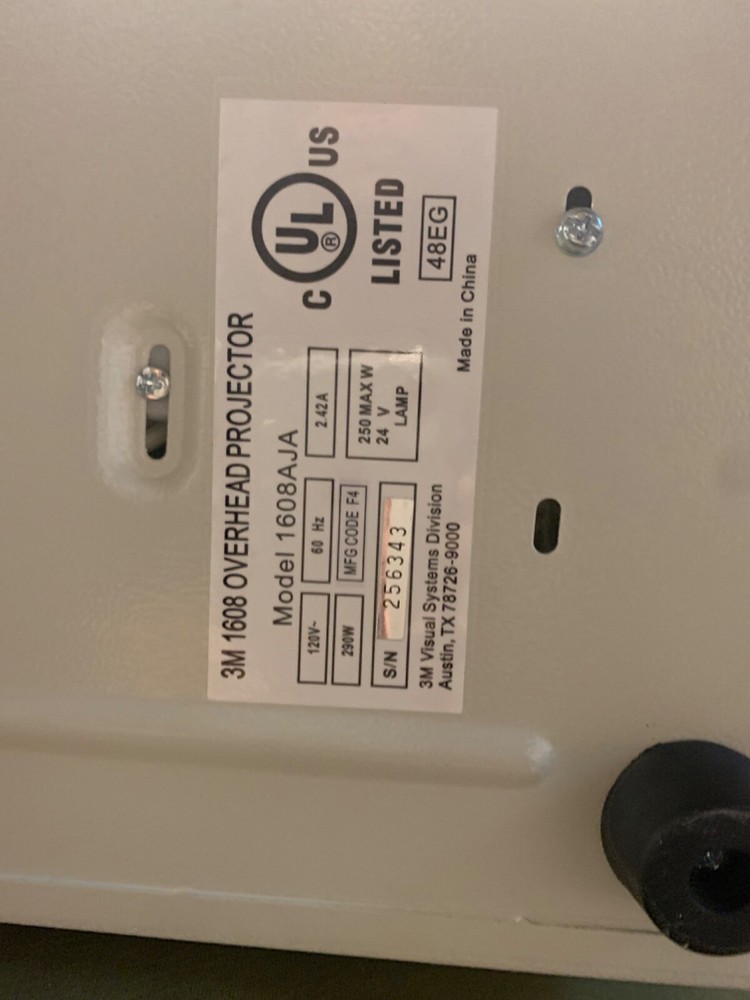 3M 1608 OVERHEAD PROJECTOR
Model 1608AJA
120V~ 60 Hz 2.42A
290W MFG CODE F4
250 MAX W
24 V
LAMP
S/N 256343
3M Visual Systems Division
Austin, TX 78726-9000
C UL ® US
LISTED
48EG
Made in China